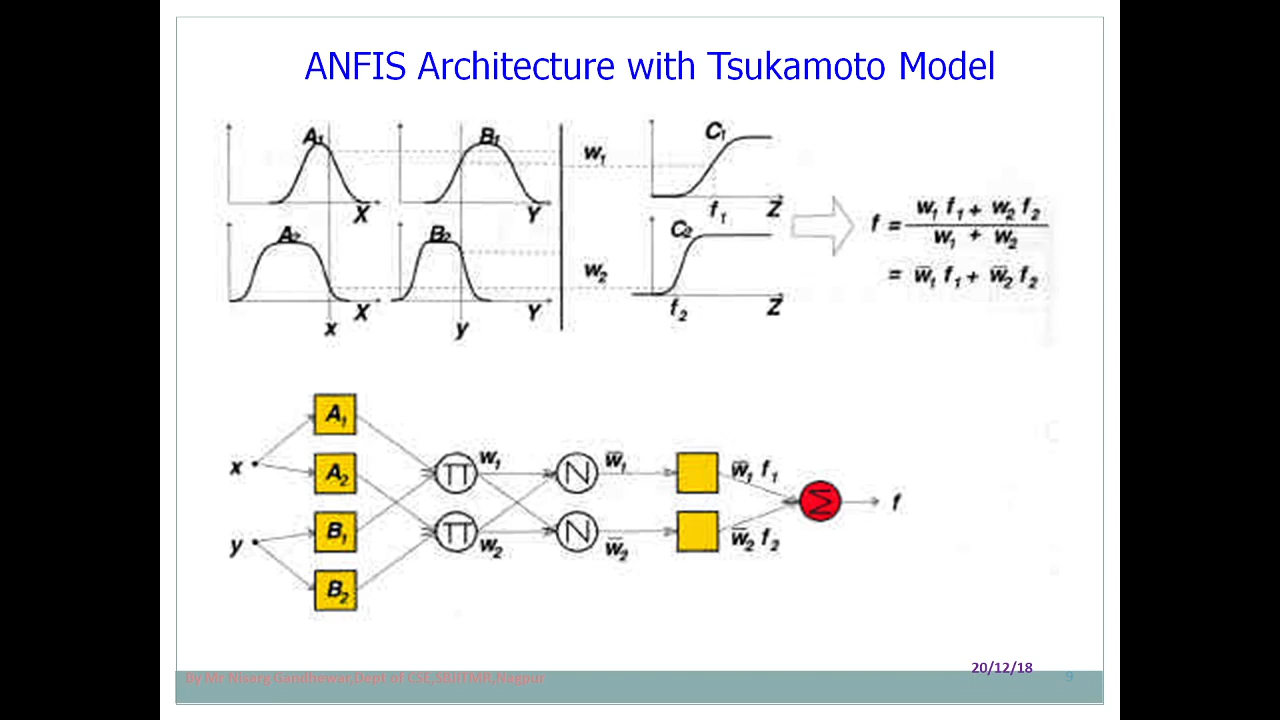 ANFIS Architecture with Tsukamoto Model
A1 B1 w1 C1
X Y f1 Z
A2 B2 w2 C2
X Y f2 Z
x y
f = w1 f1 + w2 f2 / w1 + w2
= w̅1 f1 + w̅2 f2
A1
x A2 Π w1 N w̅1 w̅1 f1
Σ f
y B1 Π w2 N w̅2 w̅2 f2
B2
20/12/18
By Mr Nisarg Gandhewar,Dept of CSE,SBJITMR,Nagpur 9